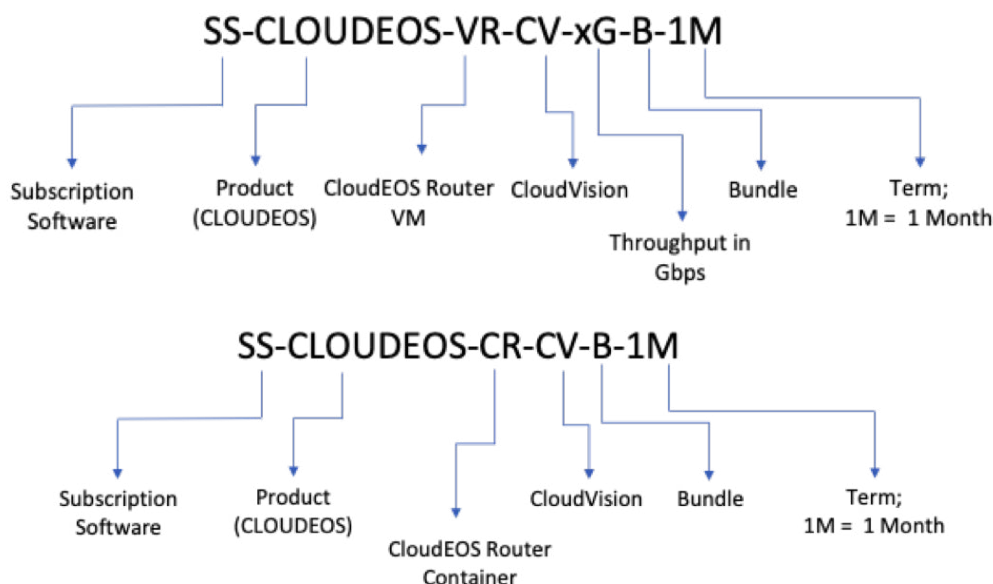 SS-CLOUDEOS-VR-CV-xG-B-1M
Subscription
Software
Product
(CLOUDEOS)
CloudEOS Router
VM
CloudVision
Throughput in
Gbps
Bundle
Term;
1M = 1 Month
SS-CLOUDEOS-CR-CV-B-1M
Subscription
Software
Product
(CLOUDEOS)
CloudEOS Router
Container
CloudVision
Bundle
Term;
1M = 1 Month